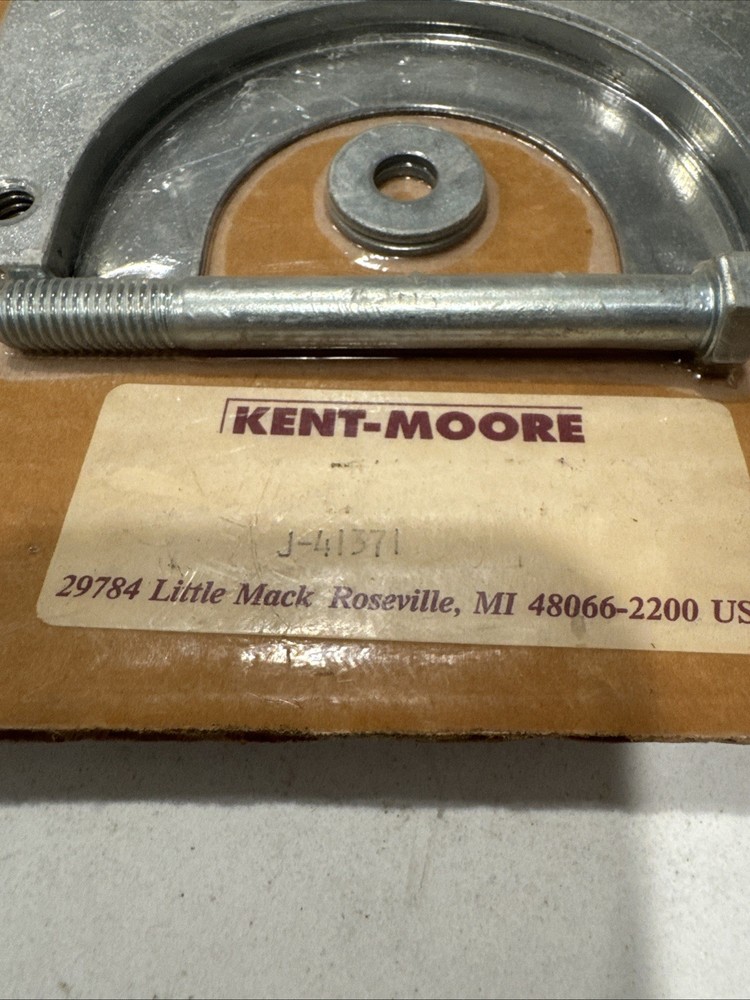 KENT-MOORE
J-41371
29784 Little Mack Roseville, MI 48066-2200 US